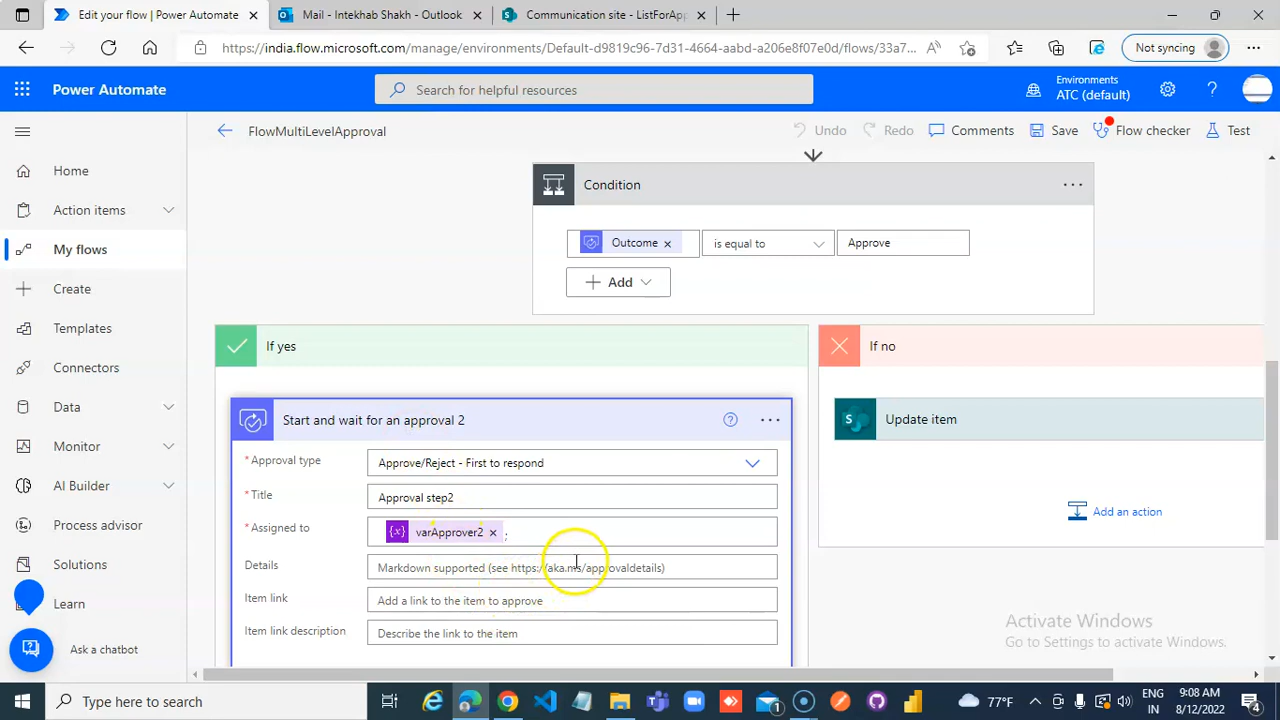 Edit your flow | Power Automate
Mail - Intekhab Shakh - Outlook
Communication site - ListForApp
https://india.flow.microsoft.com/manage/environments/Default-d9819c96-7d31-4664-aabd-a206e8f07e0d/flows/33a7...
Not syncing
Power Automate
Search for helpful resources
Environments
ATC (default)
FlowMultiLevelApproval
Undo
Redo
Comments
Save
Flow checker
Test
Home
Action items
My flows
Create
Templates
Connectors
Data
Monitor
AI Builder
Process advisor
Solutions
Learn
Ask a chatbot
Condition
Outcome
is equal to
Approve
Add
If yes
If no
Start and wait for an approval 2
Update item
* Approval type
Approve/Reject - First to respond
* Title
Approval step2
Add an action
* Assigned to
{x} varApprover2 ;
Details
Markdown supported (see https://aka.ms/approvaldetails)
Item link
Add a link to the item to approve
Item link description
Describe the link to the item
Activate Windows
Go to Settings to activate Windows.
Type here to search
1
77°F
ENG
IN
9:08 AM
8/12/2022
4